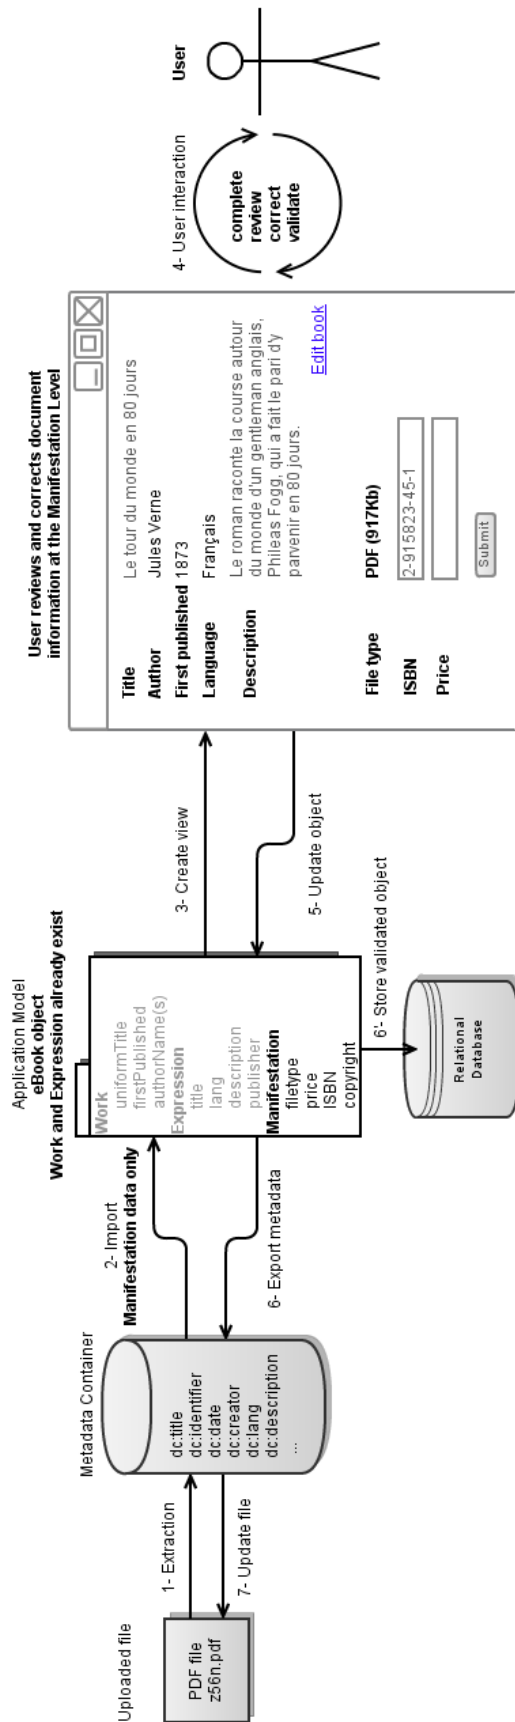 Uploaded file
PDF file
z56n.pdf
1- Extraction
7- Update file
Metadata Container
dc:title
dc:identifier
dc:date
dc:creator
dc:lang
dc:description
...
2- Import
Manifestation data only
6- Export metadata
Application Model
eBook object
Work and Expression already exist
Work
uniformTitle
firstPublished
authorName(s)
Expression
title
lang
description
publisher
Manifestation
filetype
price
ISBN
copyright
6'- Store validated object
Relational
Database
3- Create view
5- Update object
User reviews and corrects document
information at the Manifestation Level
Title Le tour du monde en 80 jours
Author Jules Verne
First published 1873
Language Français
Description Le roman raconte la course autour
du monde d'un gentleman anglais,
Phileas Fogg, qui a fait le pari d'y
parvenir en 80 jours.
Edit book
File type PDF (917Kb)
ISBN 2-915823-45-1
Price
Submit
4- User interaction
complete
review
correct
validate
User